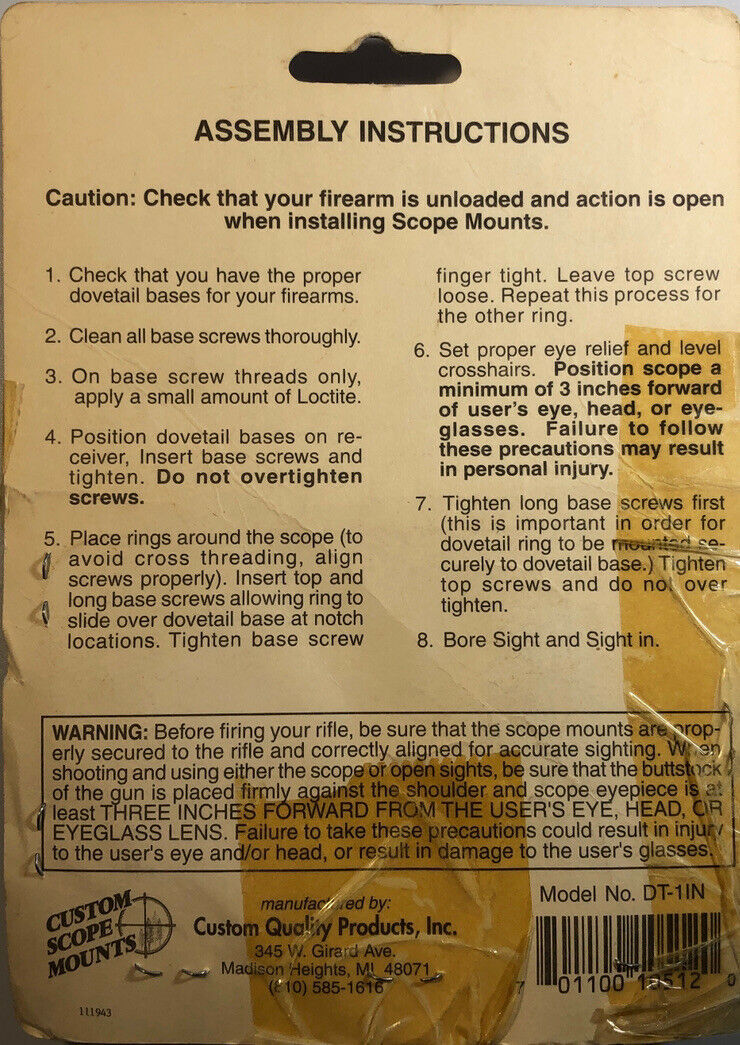 ASSEMBLY INSTRUCTIONS
Caution: Check that your firearm is unloaded and action is open
when installing Scope Mounts.
1. Check that you have the proper
dovetail bases for your firearms.
2. Clean all base screws thoroughly.
3. On base screw threads only,
apply a small amount of Loctite.
4. Position dovetail bases on re-
ceiver, Insert base screws and
tighten. Do not overtighten
screws.
5. Place rings around the scope (to
avoid cross threading, align
screws properly). Insert top and
long base screws allowing ring to
slide over dovetail base at notch
locations. Tighten base screw
finger tight. Leave top screw
loose. Repeat this process for
the other ring.
6. Set proper eye relief and level
crosshairs. Position scope a
minimum of 3 inches forward
of user's eye, head, or eye-
glasses. Failure to follow
these precautions may result
in personal injury.
7. Tighten long base screws first
(this is important in order for
dovetail ring to be mounted se-
curely to dovetail base.) Tighten
top screws and do not over
tighten.
8. Bore Sight and Sight in.
WARNING: Before firing your rifle, be sure that the scope mounts are prop-
erly secured to the rifle and correctly aligned for accurate sighting. When
shooting and using either the scope or open sights, be sure that the buttstock
of the gun is placed firmly against the shoulder and scope eyepiece is at
least THREE INCHES FORWARD FROM THE USER'S EYE, HEAD, OR
EYEGLASS LENS. Failure to take these precautions could result in injury
to the user's eye and/or head, or result in damage to the user's glasses.
CUSTOM
SCOPE
MOUNTS
manufactured by:
Custom Quality Products, Inc.
345 W. Girard Ave.
Madison Heights, MI 48071
(810) 585-1616
111943
Model No. DT-1IN
7 01100 0